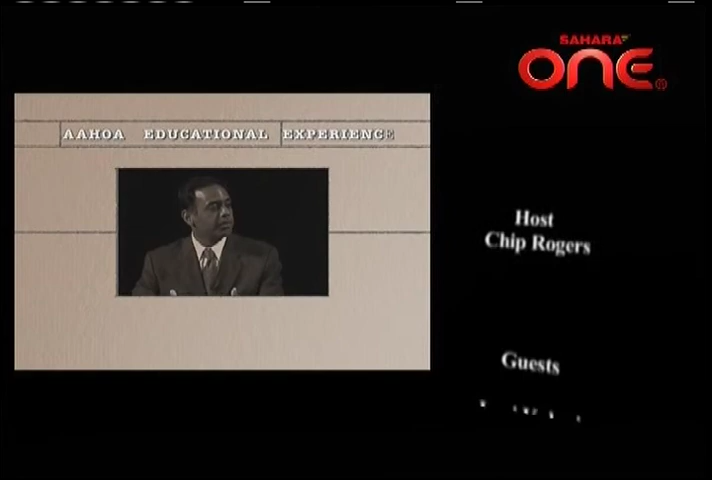 SAHARA
ONE
AAHOA EDUCATIONAL EXPERIENCE
Host
Chip Rogers
Guests